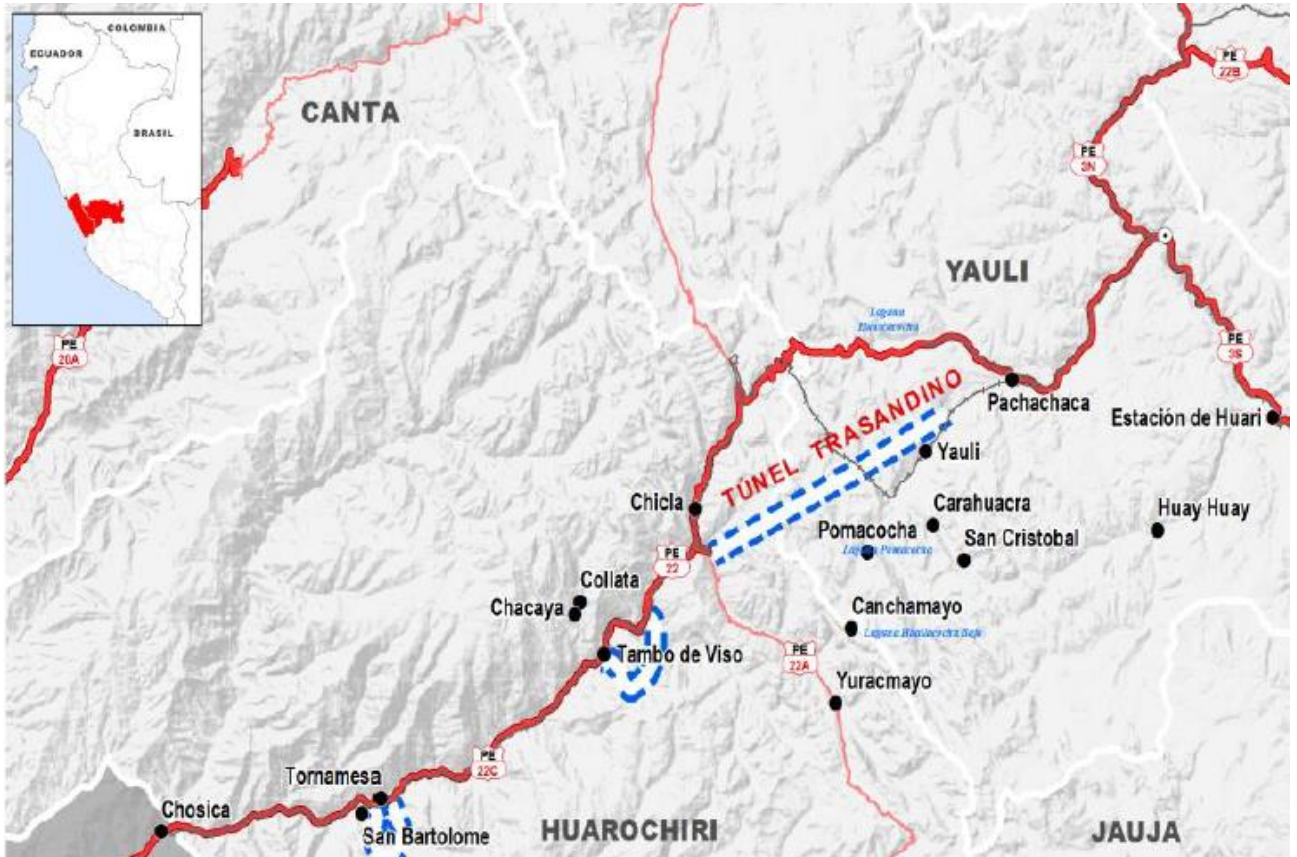 COLOMBIA
ECUADOR
BRASIL
CANTA
PE
22B
PE
3N
YAULI
PE
20A
Laguna
PE
3S
TÚNEL TRASANDINO
Pachachaca
Estación de Huari
Yauli
Chicla
Carahuacra
Huay Huay
Pomacocha
San Cristobal
Laguna Pomacocha
PE
22
Collata
Chacaya
Canchamayo
Tambo de Viso
PE
22A
Yuracmayo
PE
22C
Tornamesa
Chosica
San Bartolome
HUAROCHIRI
JAUJA